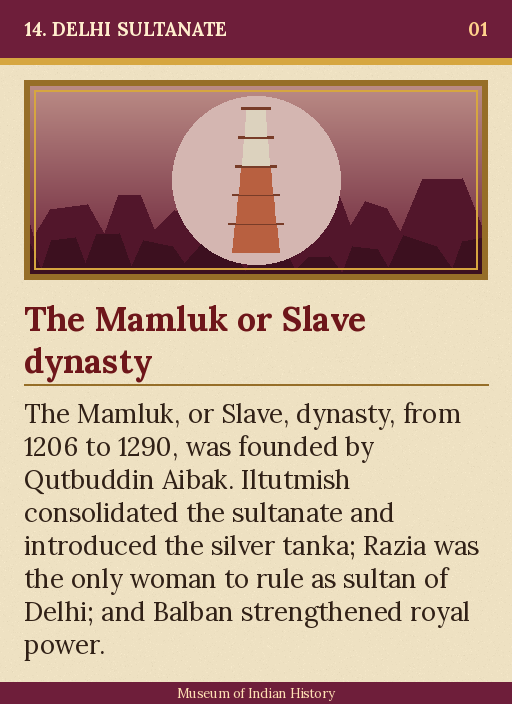 14. DELHI SULTANATE 01
The Mamluk or Slave
dynasty
The Mamluk, or Slave, dynasty, from
1206 to 1290, was founded by
Qutbuddin Aibak. Iltutmish
consolidated the sultanate and
introduced the silver tanka; Razia was
the only woman to rule as sultan of
Delhi; and Balban strengthened royal
power.
Museum of Indian History